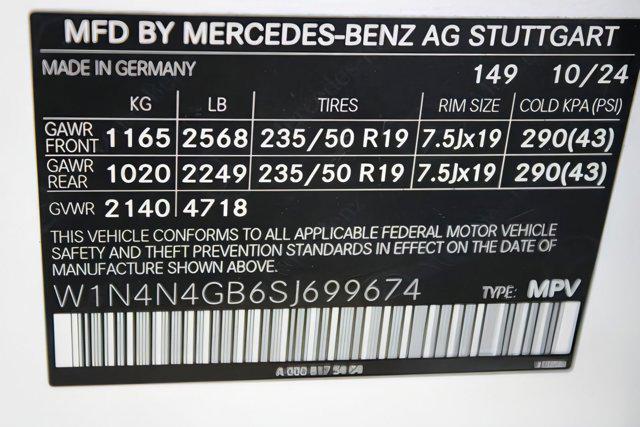 MFD BY MERCEDES-BENZ AG STUTTGART
MADE IN GERMANY 149 10/24
KG LB TIRES RIM SIZE COLD KPA(PSI)
GAWR FRONT 1165 2568 235/50 R19 7.5Jx19 290(43)
GAWR REAR 1020 2249 235/50 R19 7.5Jx19 290(43)
GVWR 2140 4718
THIS VEHICLE CONFORMS TO ALL APPLICABLE FEDERAL MOTOR VEHICLE
SAFETY AND THEFT PREVENTION STANDARDS IN EFFECT ON THE DATE OF
MANUFACTURE SHOWN ABOVE.
W1N4N4GB6SJ699674 TYPE: MPV